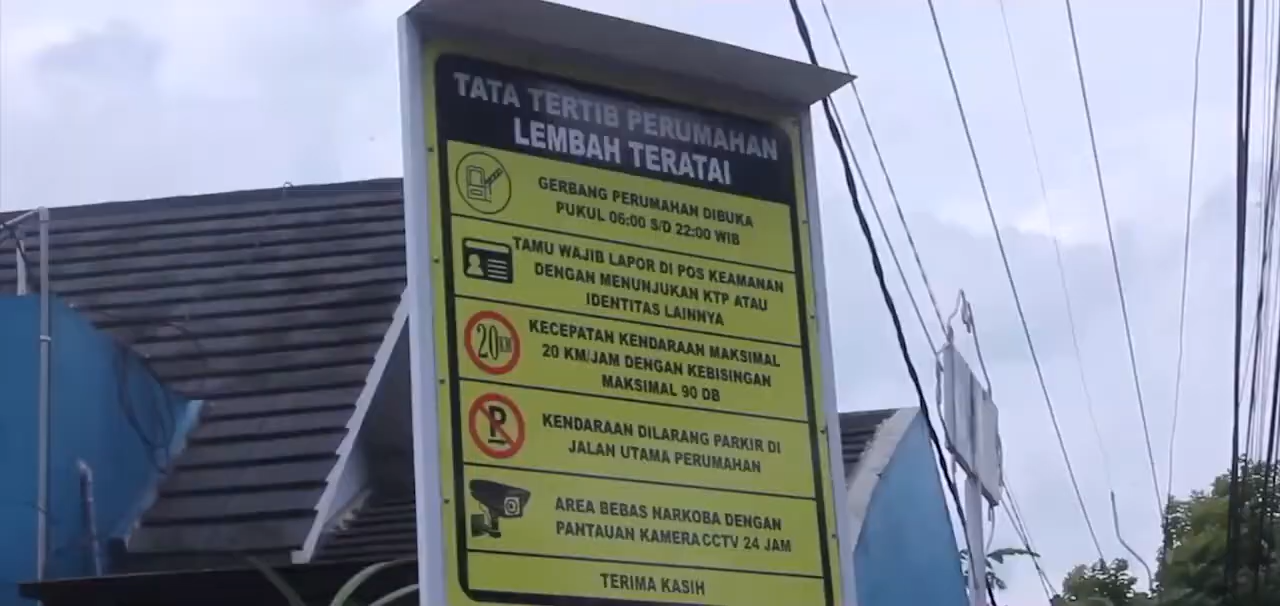 TATA TERTIB PERUMAHAN
LEMBAH TERATAI
GERBANG PERUMAHAN DIBUKA
PUKUL 06:00 S/D 22:00 WIB
TAMU WAJIB LAPOR DI POS KEAMANAN
DENGAN MENUNJUKAN KTP ATAU
IDENTITAS LAINNYA
20KM
KECEPATAN KENDARAAN MAKSIMAL
20 KM/JAM DENGAN KEBISINGAN
MAKSIMAL 90 DB
P
KENDARAAN DILARANG PARKIR DI
JALAN UTAMA PERUMAHAN
AREA BEBAS NARKOBA DENGAN
PANTAUAN KAMERA CCTV 24 JAM
TERIMA KASIH